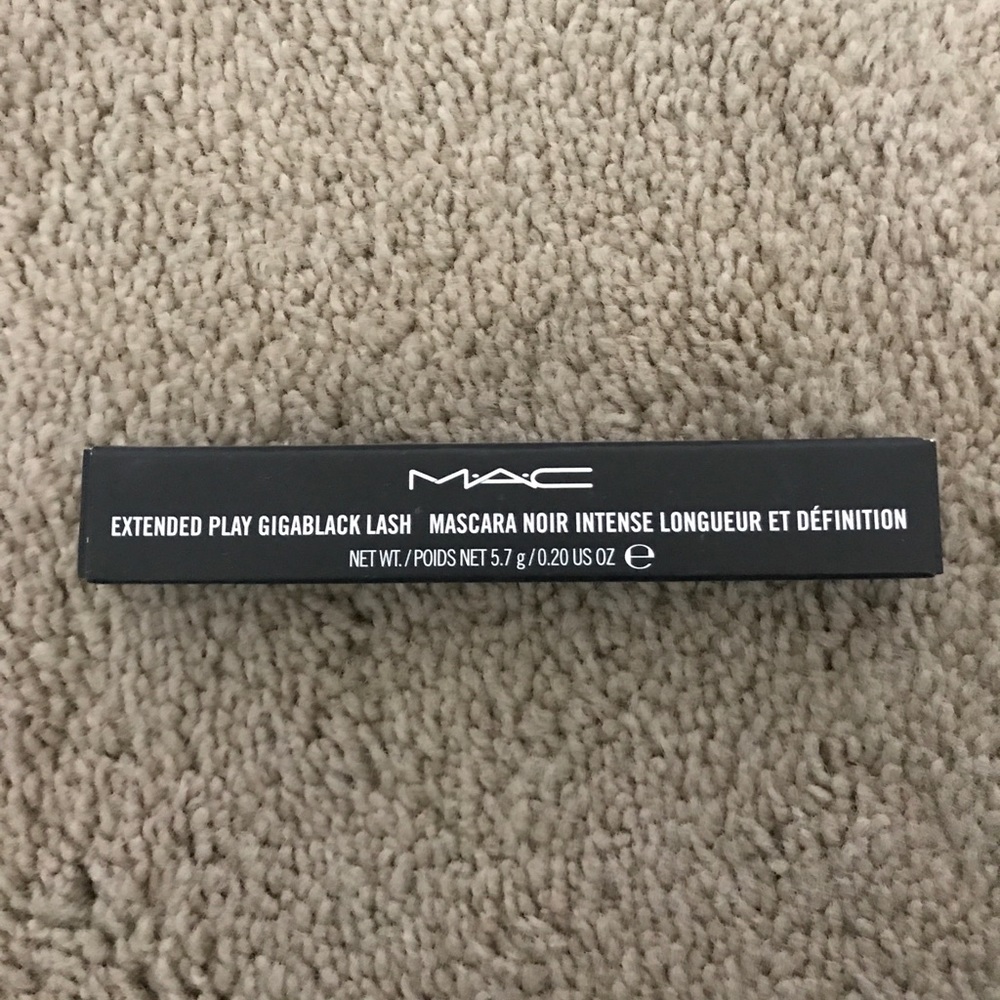 M·A·C
EXTENDED PLAY GIGABLACK LASH MASCARA NOIR INTENSE LONGUEUR ET DÉFINITION
NET WT. / POIDS NET 5.7 g / 0.20 US OZ ℮